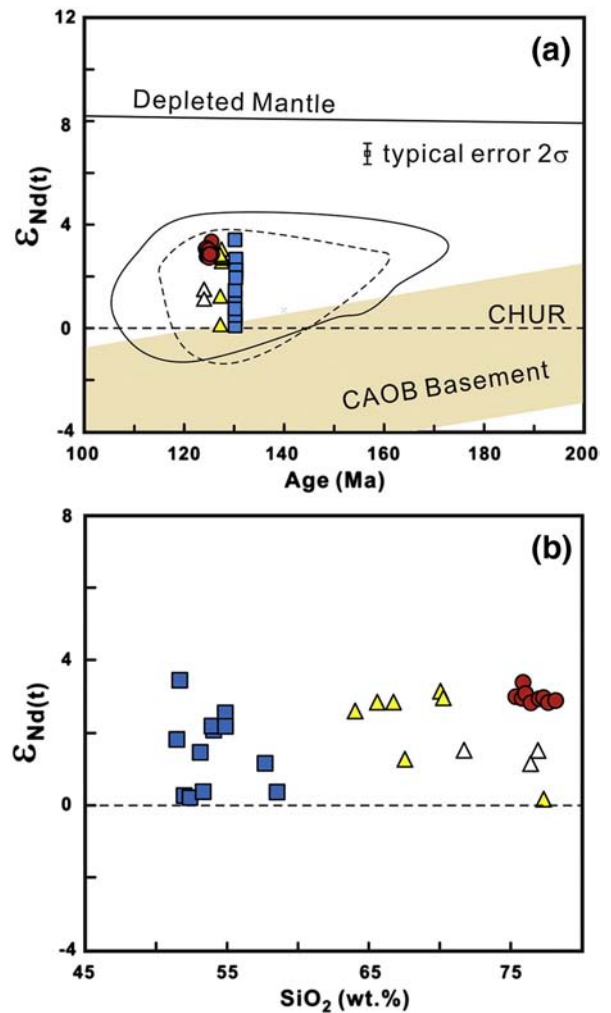 (a)
12
8
4
0
-4
εNd(t)
Depleted Mantle
typical error 2σ
CHUR
CAOB Basement
100 120 140 160 180 200
Age (Ma)
(b)
8
4
0
-4
εNd(t)
45 55 65 75
SiO2 (wt.%)